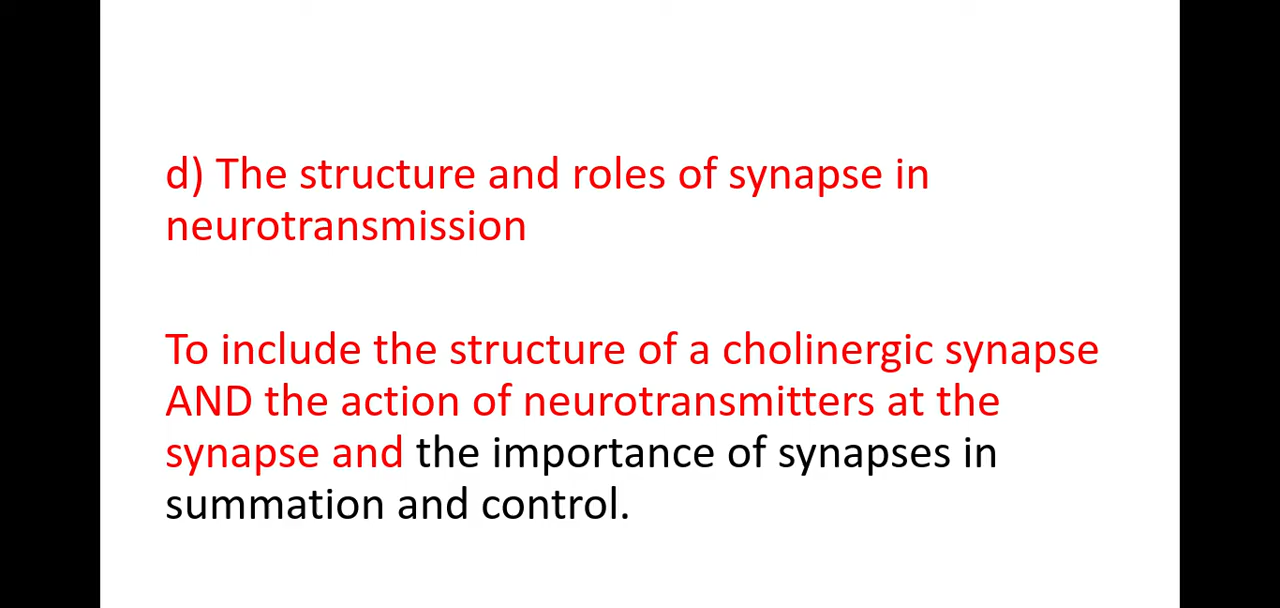 d) The structure and roles of synapse in
neurotransmission
To include the structure of a cholinergic synapse
AND the action of neurotransmitters at the
synapse and the importance of synapses in
summation and control.